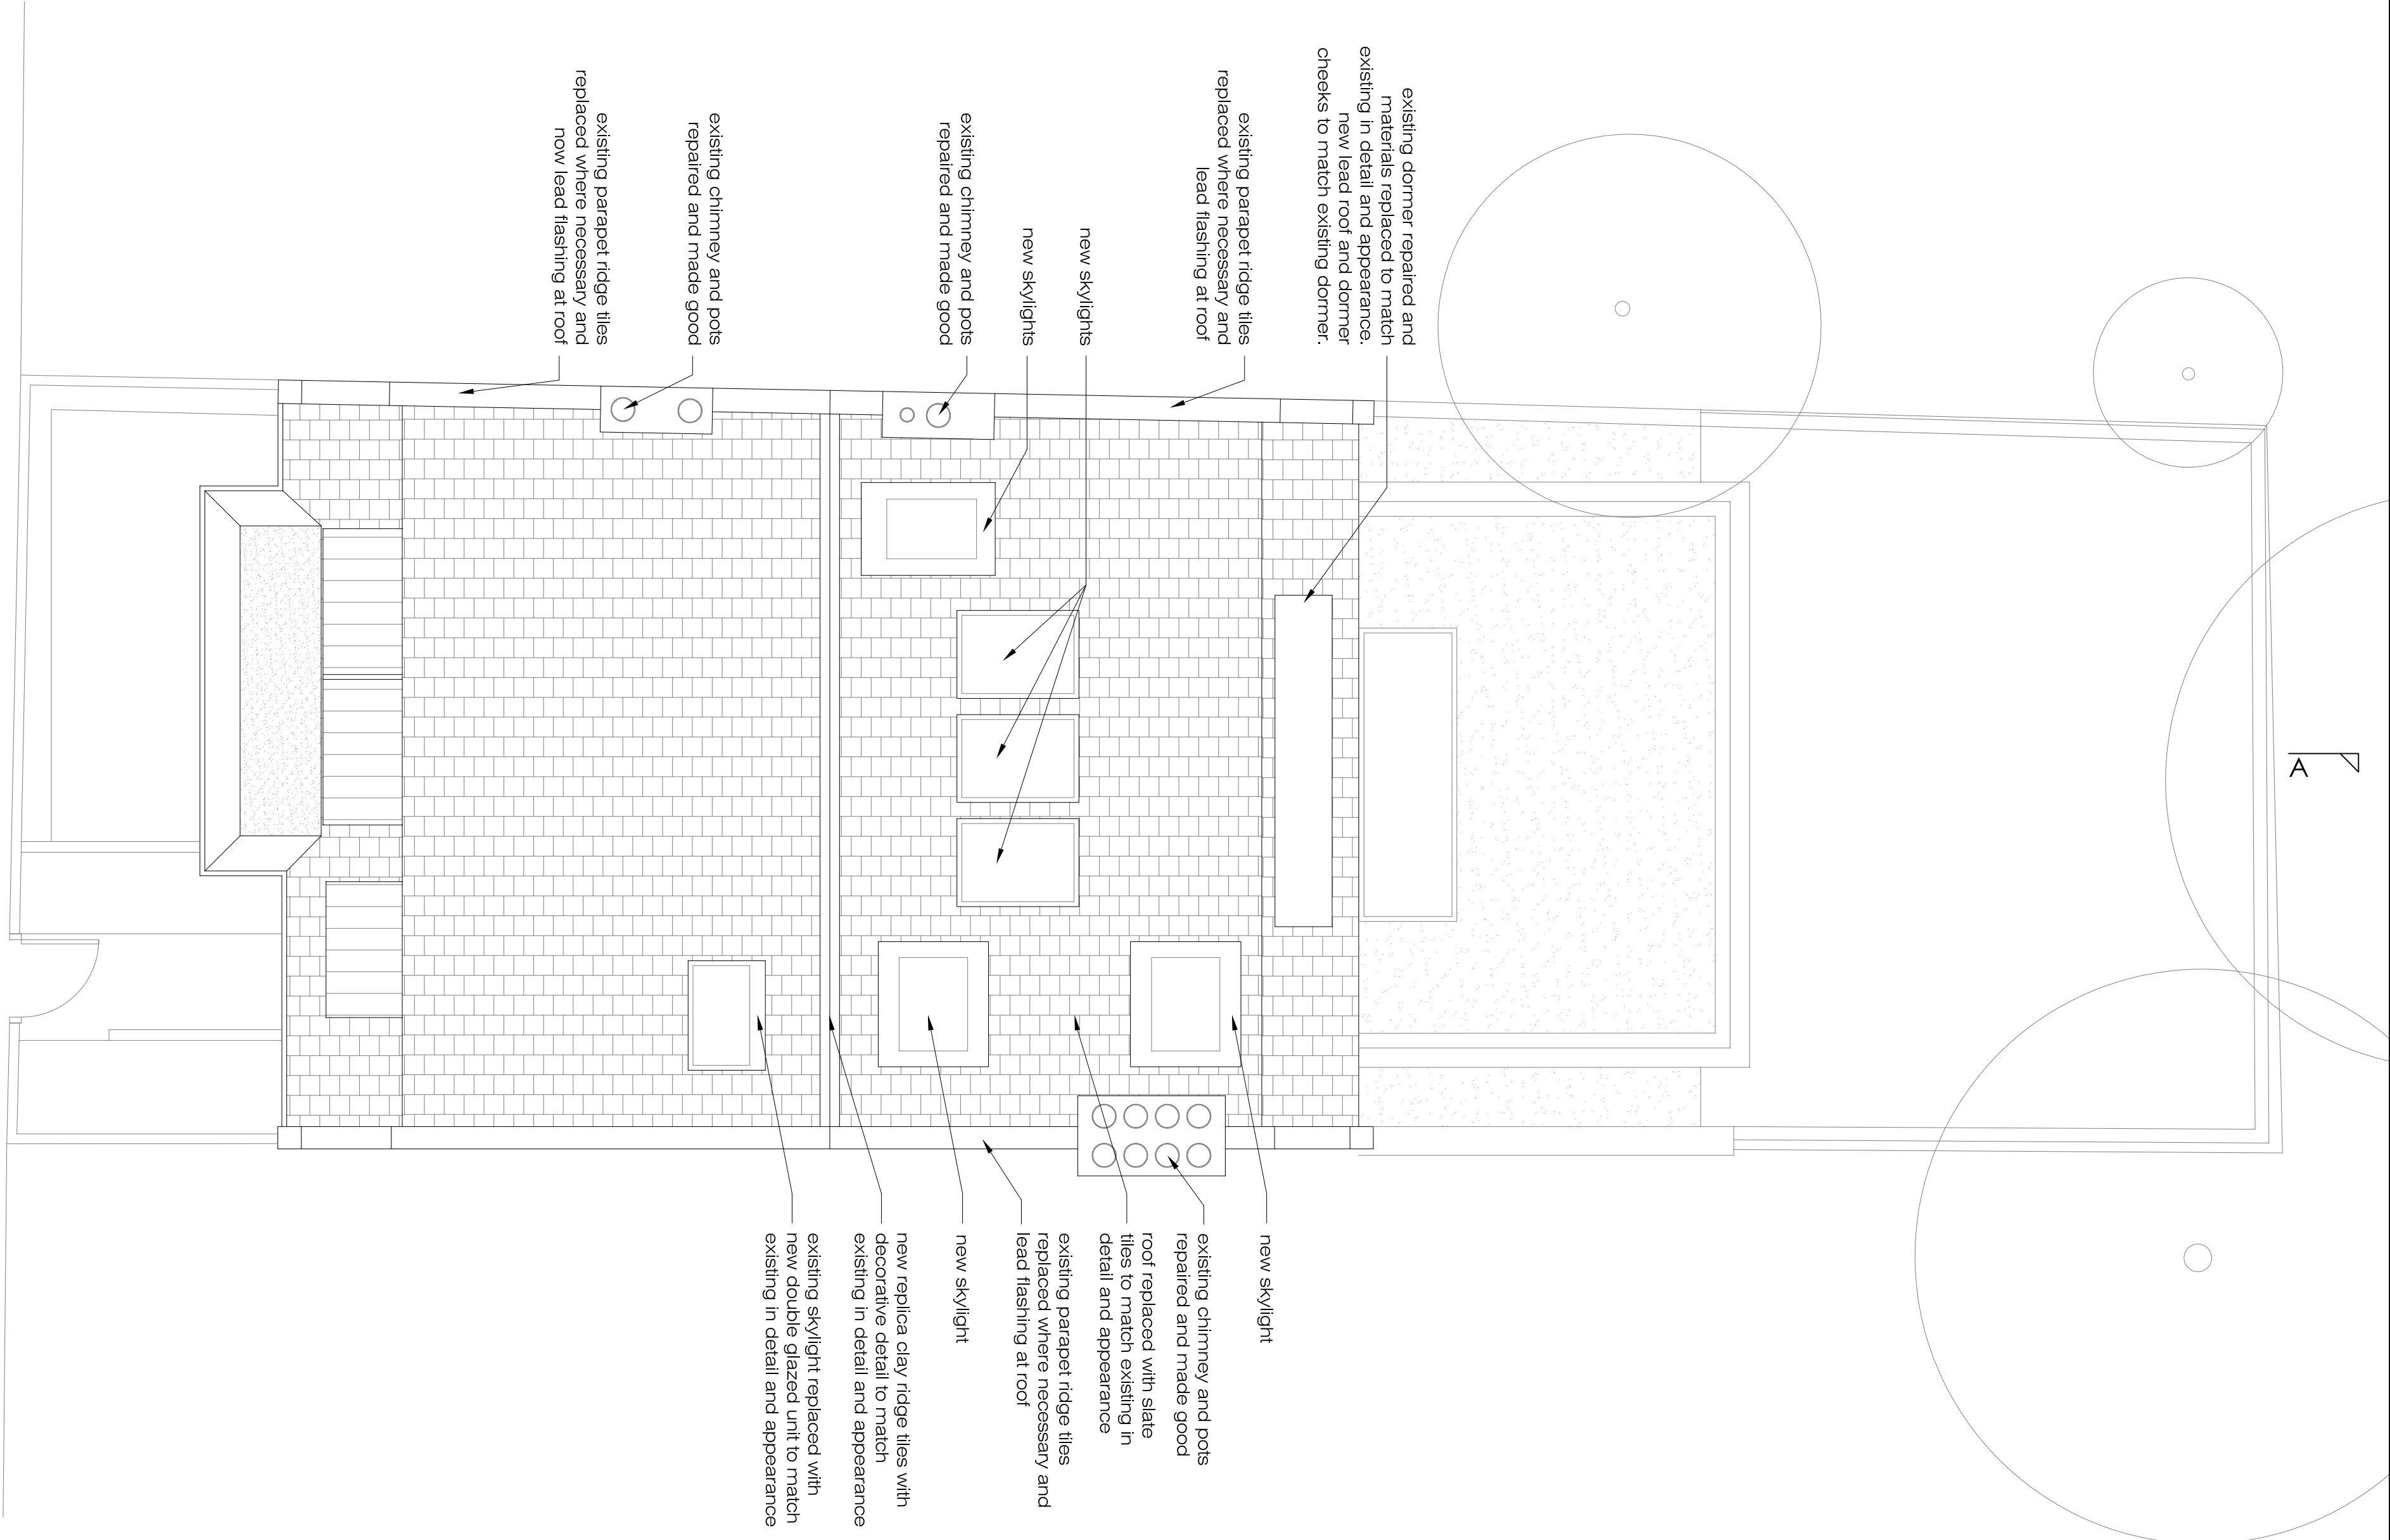 A
existing dormer repaired and
materials replaced to match
existing in detail and appearance.
new lead roof and dormer
cheeks to match existing dormer.
existing parapet ridge tiles
replaced where necessary and
lead flashing at roof
new skylights
new skylights
existing chimney and pots
repaired and made good
existing chimney and pots
repaired and made good
existing parapet ridge tiles
replaced where necessary and
now lead flashing at roof
new skylight
existing chimney and pots
repaired and made good
roof replaced with slate
tiles to match existing in
detail and appearance
existing parapet ridge tiles
replaced where necessary and
lead flashing at roof
new skylight
new replica clay ridge tiles with
decorative detail to match
existing in detail and appearance
existing skylight replaced with
new double glazed unit to match
existing in detail and appearance